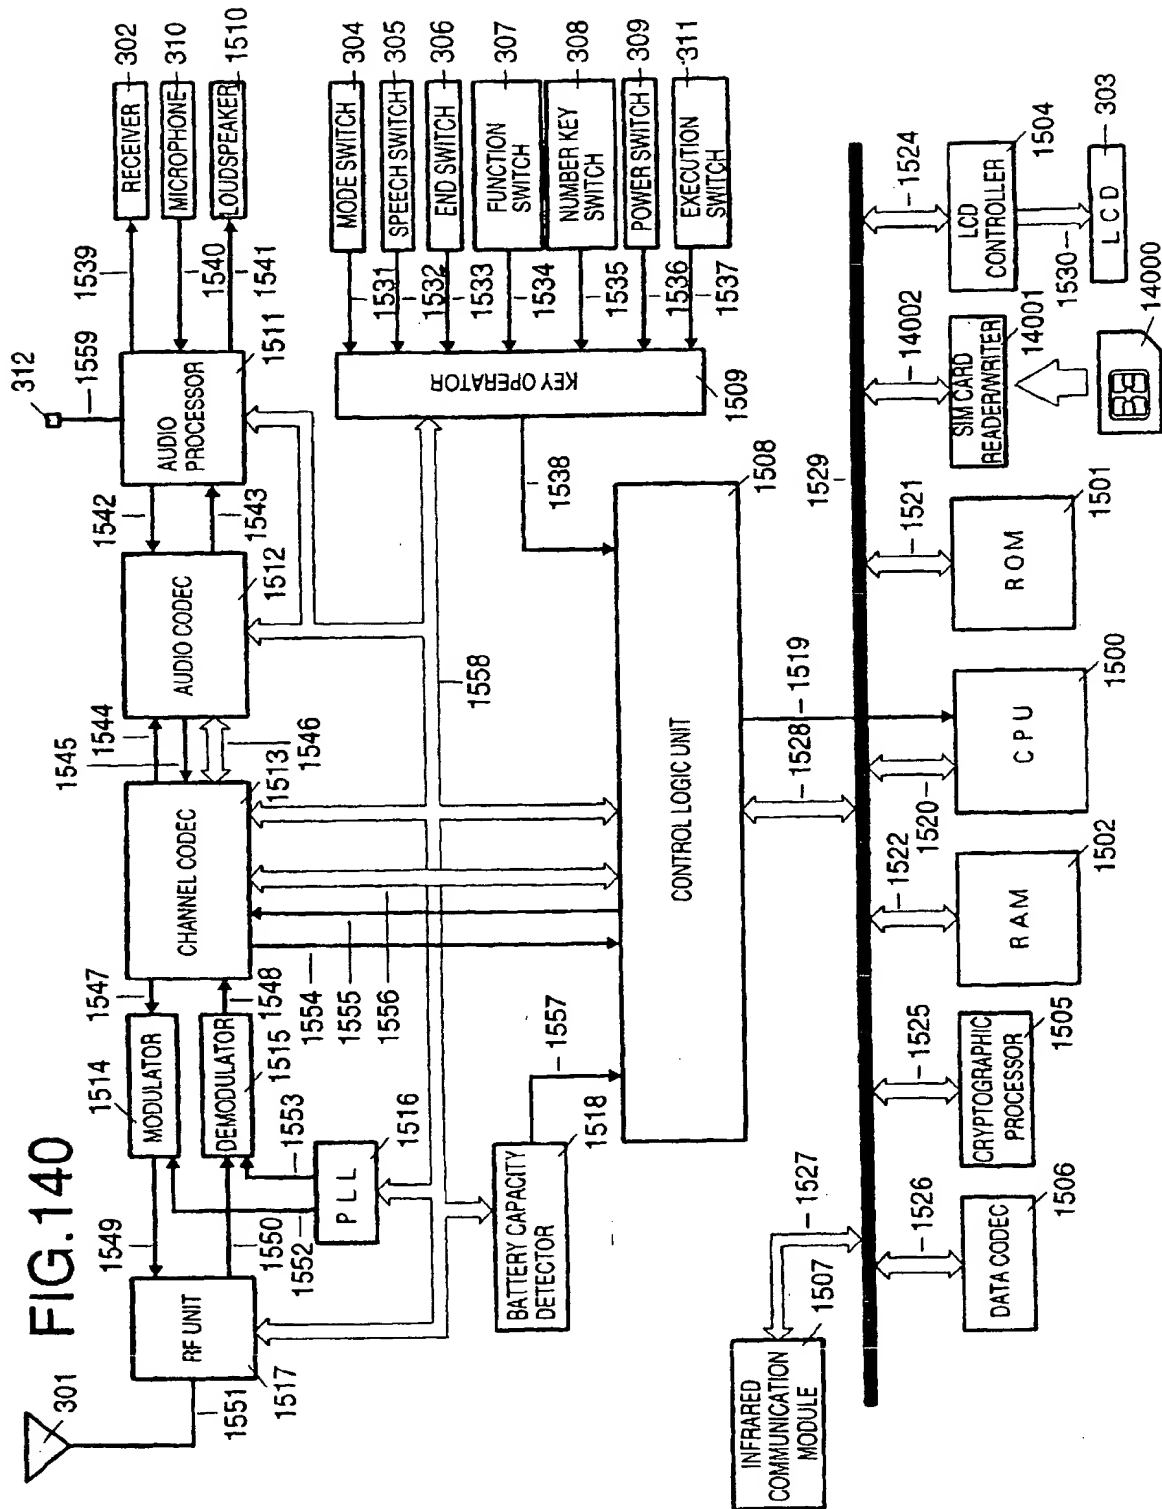 FIG.140
301
1551
RF UNIT
1517
1549
1550
1552
1514
MODULATOR
DEMODULATOR
1515
1553
PLL
1516
1547
1548
CHANNEL CODEC
1513
1545
1544
1546
AUDIO CODEC
1512
1542
1543
312
1559
AUDIO
PROCESSOR
1511
1539
1540
1541
RECEIVER
302
MICROPHONE
310
LOUDSPEAKER
1510
MODE SWITCH
304
SPEECH SWITCH
305
END SWITCH
306
FUNCTION
SWITCH
307
NUMBER KEY
SWITCH
308
POWER SWITCH
309
EXECUTION
SWITCH
311
1531
1532
1533
1534
1535
1536
1537
KEY OPERATOR
1509
1538
1558
1554
1555
1556
BATTERY CAPACITY
DETECTOR
1518
1557
CONTROL LOGIC UNIT
1508
1528
1519
1529
INFRARED
COMMUNICATION
MODULE
1507
1527
1526
DATA CODEC
1506
1525
CRYPTOGRAPHIC
PROCESSOR
1505
1522
RAM
1502
1520
CPU
1500
1521
ROM
1501
14002
SIM CARD
READER/WRITER
14001
14000
1524
LCD
CONTROLLER
1504
1530
LCD
303